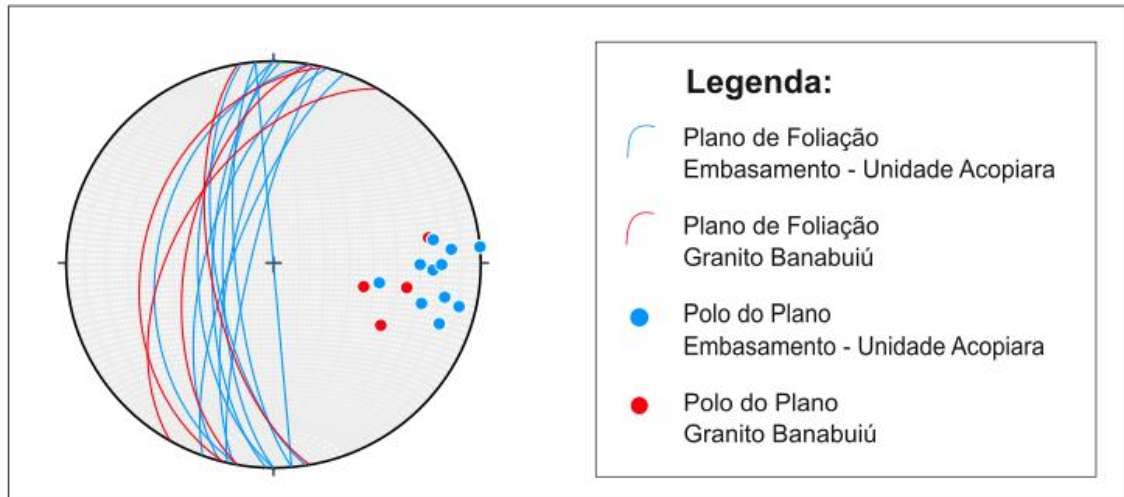 Legenda:
Plano de Foliação
Embasamento - Unidade Acopiara
Plano de Foliação
Granito Banabuiú
Polo do Plano
Embasamento - Unidade Acopiara
Polo do Plano
Granito Banabuiú